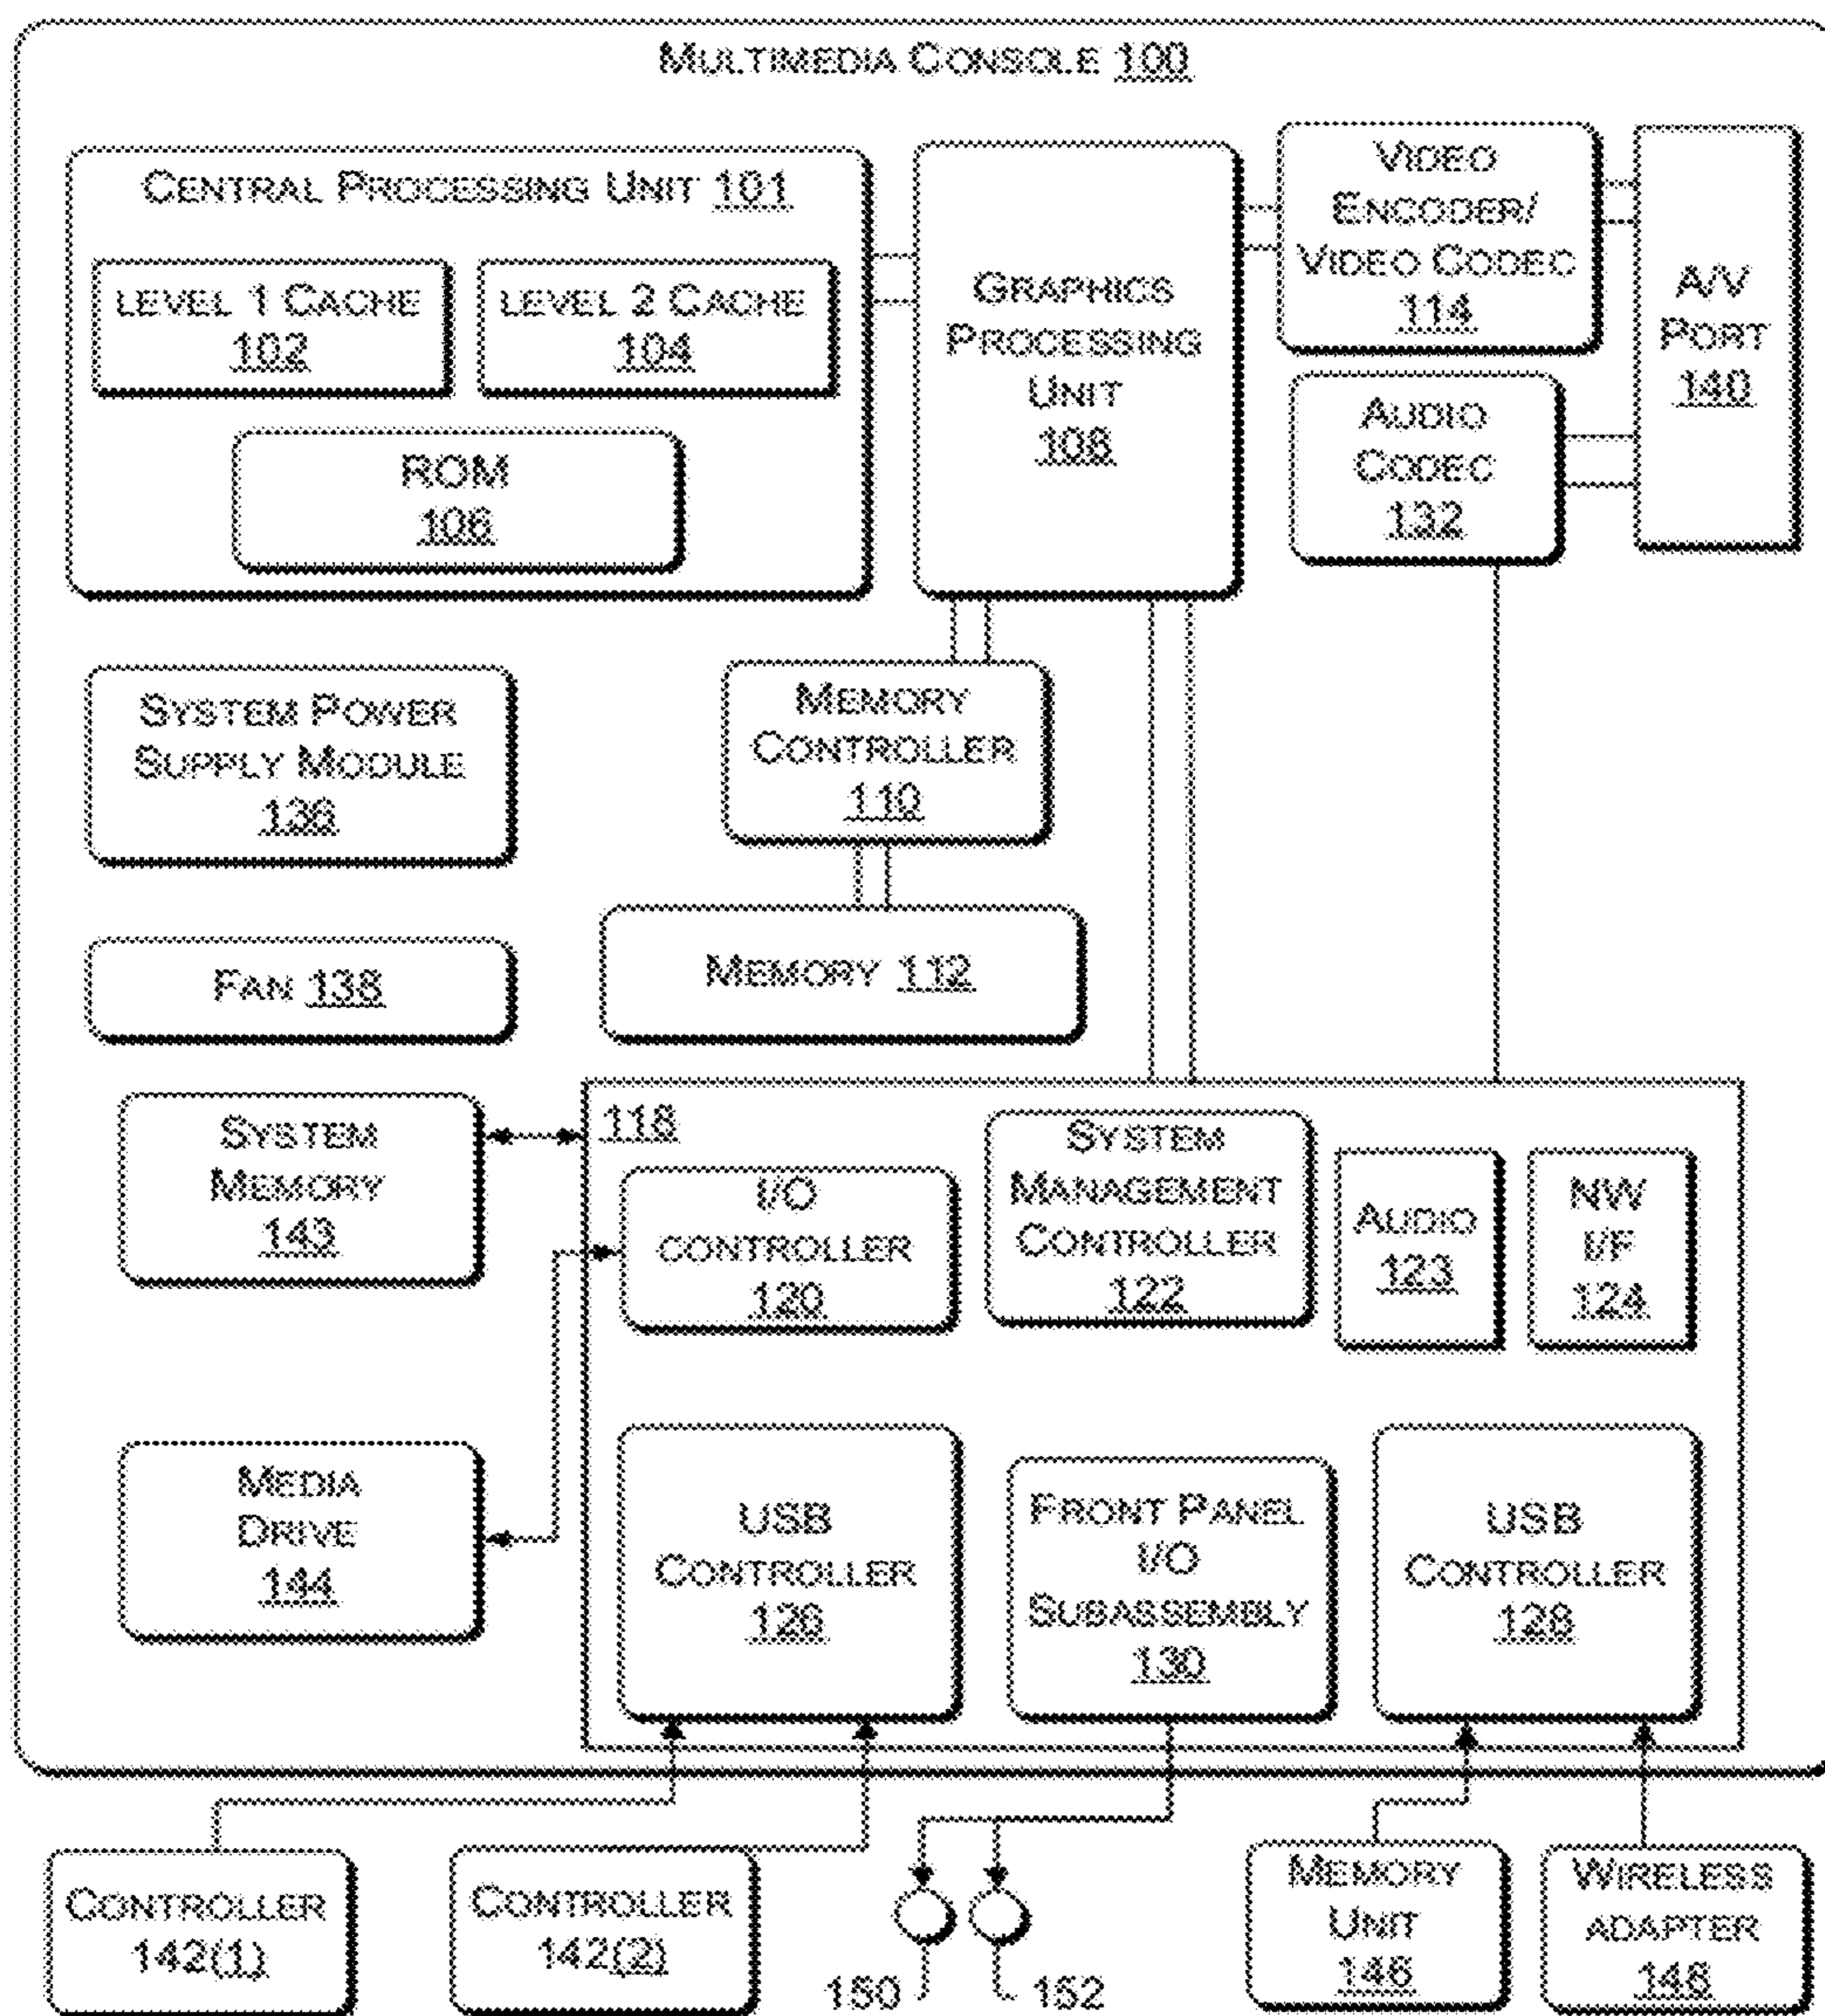 MULTIMEDIA CONSOLE 100
CENTRAL PROCESSING UNIT 101
LEVEL 1 CACHE
102
LEVEL 2 CACHE
104
ROM
106
GRAPHICS
PROCESSING
UNIT
108
VIDEO
ENCODER/
VIDEO CODEC
114
AUDIO
CODEC
132
A/V
PORT
140
SYSTEM POWER
SUPPLY MODULE
136
MEMORY
CONTROLLER
110
FAN 138
MEMORY 112
SYSTEM
MEMORY
143
118
I/O
CONTROLLER
120
SYSTEM
MANAGEMENT
CONTROLLER
122
AUDIO
123
NW
I/F
124
MEDIA
DRIVE
144
USB
CONTROLLER
126
FRONT PANEL
I/O
SUBASSEMBLY
130
USB
CONTROLLER
128
CONTROLLER
142(1)
CONTROLLER
142(2)
150
152
MEMORY
UNIT
146
WIRELESS
ADAPTER
148